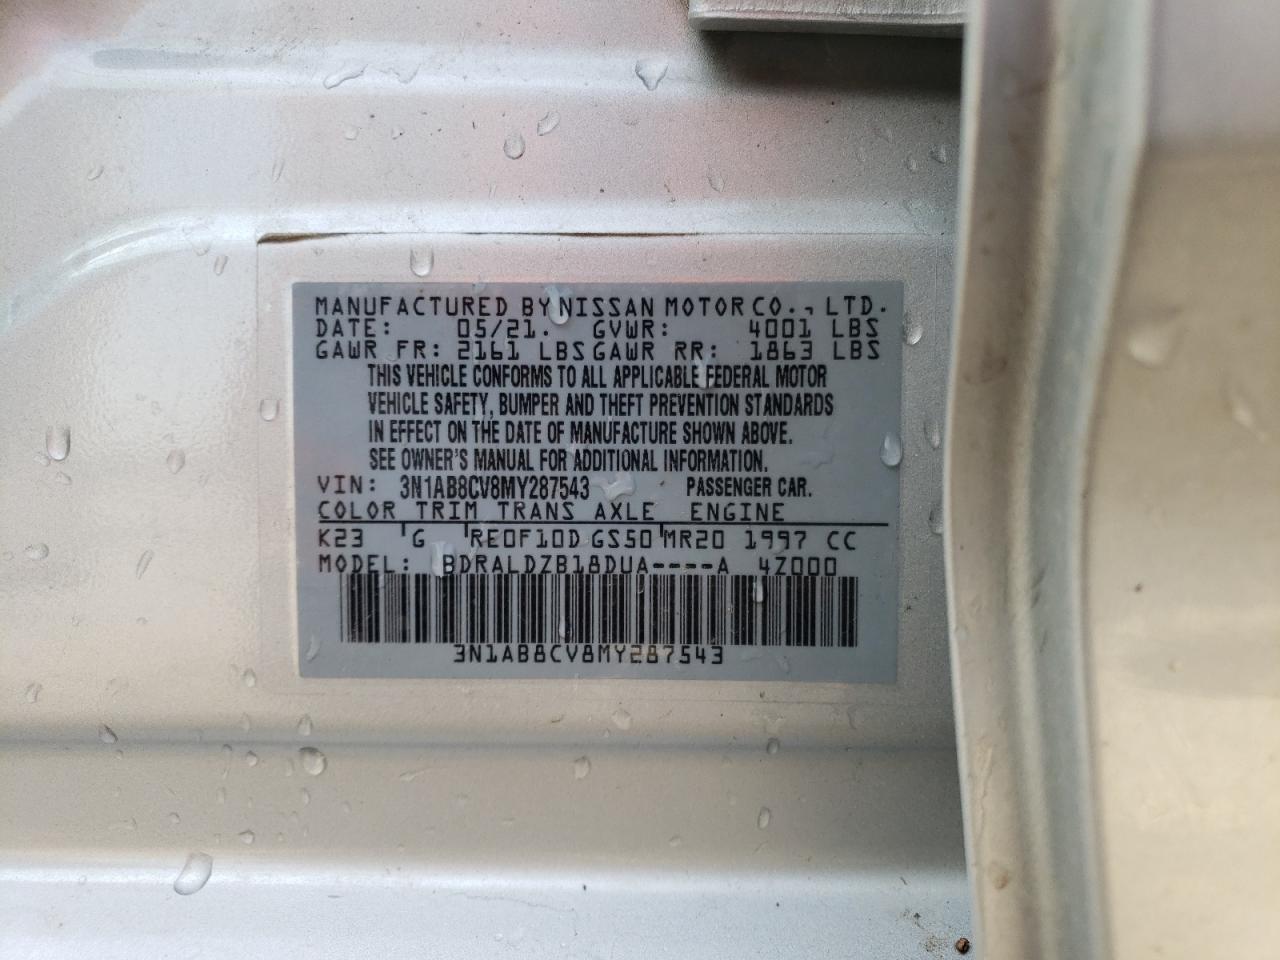 MANUFACTURED BY NISSAN MOTOR CO., LTD.
DATE: 05/21. GVWR: 4001 LBS
GAWR FR: 2161 LBS GAWR RR: 1863 LBS
THIS VEHICLE CONFORMS TO ALL APPLICABLE FEDERAL MOTOR
VEHICLE SAFETY, BUMPER AND THEFT PREVENTION STANDARDS
IN EFFECT ON THE DATE OF MANUFACTURE SHOWN ABOVE.
SEE OWNER'S MANUAL FOR ADDITIONAL INFORMATION.
VIN: 3N1AB8CV8MY287543 PASSENGER CAR.
COLOR TRIM TRANS AXLE ENGINE
K23 G RE0F10D GS50 MR20 1997 CC
MODEL: BDRALDZB18DUA----A 4Z000
3N1AB8CV8MY287543